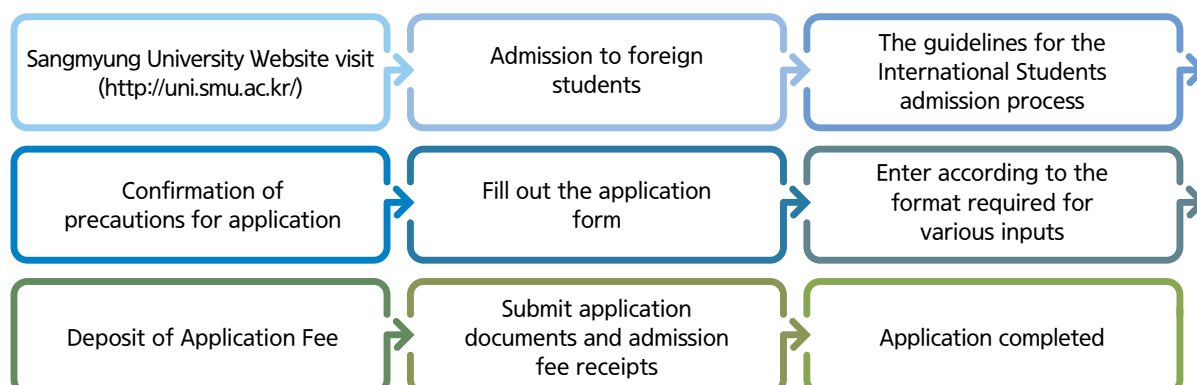 Sangmyung University Website visit
(http://uni.smu.ac.kr/)
Admission to foreign
students
The guidelines for the
International Students
admission process
Confirmation of
precautions for application
Fill out the application
form
Enter according to the
format required for
various inputs
Deposit of Application Fee
Submit application
documents and admission
fee receipts
Application completed